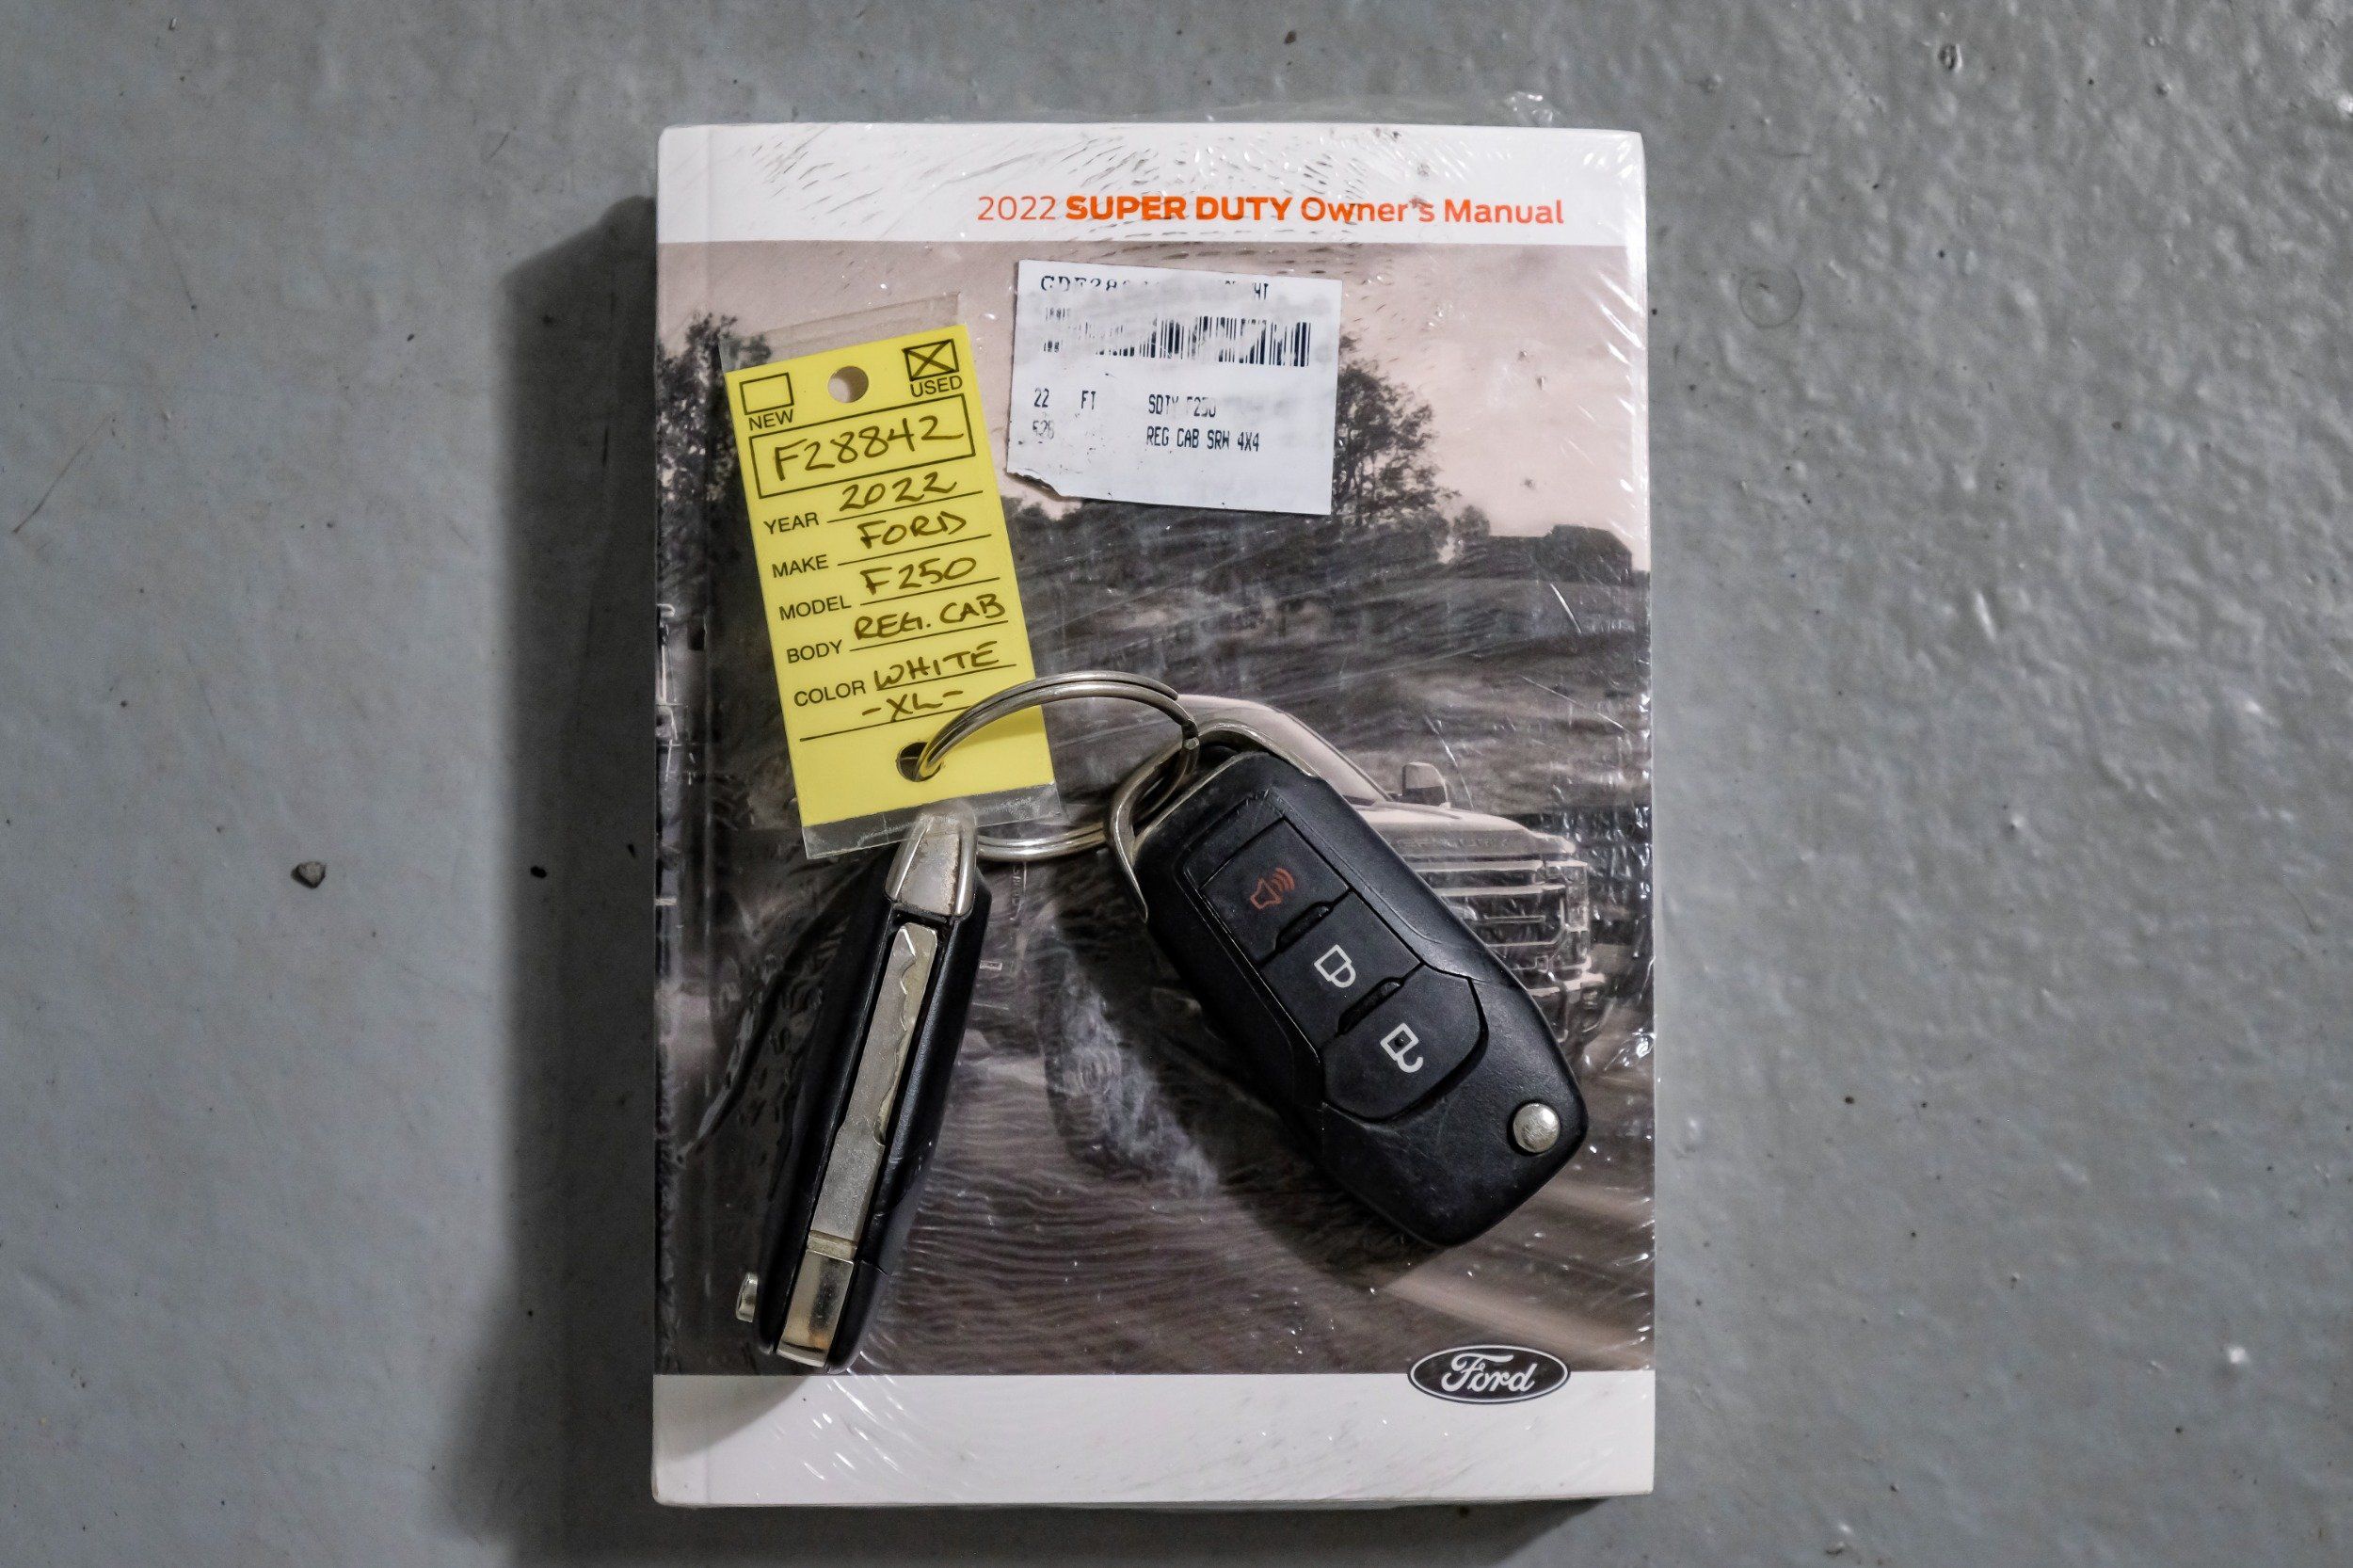 2022 SUPER DUTY Owner's Manual
22 FT SDTY F250
REG CAB SRW 4X4
NEW USED
F28842
YEAR 2022
MAKE FORD
MODEL F250
BODY REG. CAB
COLOR WHITE
-XL-
Ford